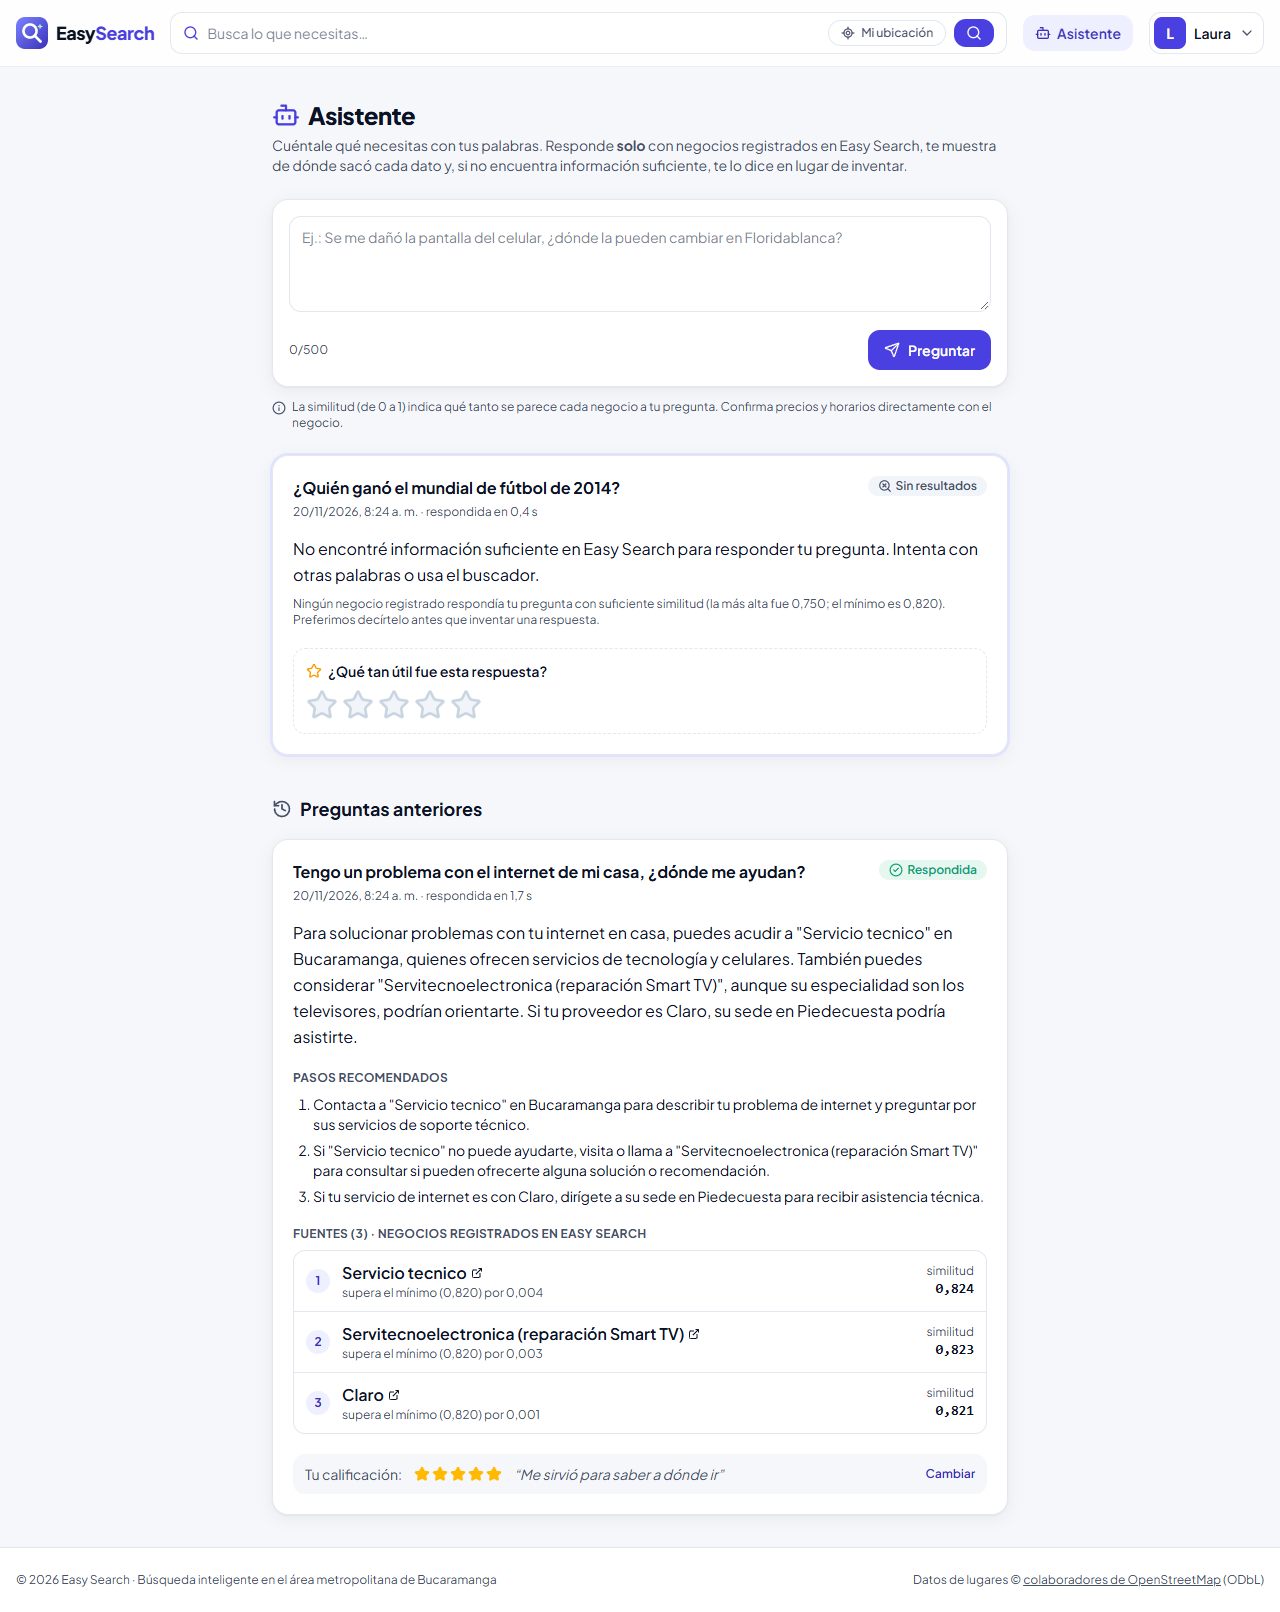 EasySearch
Busca lo que necesitas...
Mi ubicación
Asistente
L
Laura
Asistente
Cuéntale qué necesitas con tus palabras. Responde solo con negocios registrados en Easy Search, te muestra
de dónde sacó cada dato y, si no encuentra información suficiente, te lo dice en lugar de inventar.
Ej.: Se me dañó la pantalla del celular, ¿dónde la pueden cambiar en Floridablanca?
0/500
Preguntar
La similitud (de 0 a 1) indica qué tanto se parece cada negocio a tu pregunta. Confirma precios y horarios directamente con el
negocio.
¿Quién ganó el mundial de fútbol de 2014?
Sin resultados
20/11/2026, 8:24 a. m. · respondida en 0,4 s
No encontré información suficiente en Easy Search para responder tu pregunta. Intenta con
otras palabras o usa el buscador.
Ningún negocio registrado respondía tu pregunta con suficiente similitud (la más alta fue 0,750; el mínimo es 0,820).
Preferimos decírtelo antes que inventar una respuesta.
¿Qué tan útil fue esta respuesta?
Preguntas anteriores
Tengo un problema con el internet de mi casa, ¿dónde me ayudan?
Respondida
20/11/2026, 8:24 a. m. · respondida en 1,7 s
Para solucionar problemas con tu internet en casa, puedes acudir a "Servicio tecnico" en
Bucaramanga, quienes ofrecen servicios de tecnología y celulares. También puedes
considerar "Servitecnoelectronica (reparación Smart TV)", aunque su especialidad son los
televisores, podrían orientarte. Si tu proveedor es Claro, su sede en Piedecuesta podría
asistirte.
PASOS RECOMENDADOS
1. Contacta a "Servicio tecnico" en Bucaramanga para describir tu problema de internet y preguntar por
sus servicios de soporte técnico.
2. Si "Servicio tecnico" no puede ayudarte, visita o llama a "Servitecnoelectronica (reparación Smart TV)"
para consultar si pueden ofrecerte alguna solución o recomendación.
3. Si tu servicio de internet es con Claro, dirígete a su sede en Piedecuesta para recibir asistencia técnica.
FUENTES (3) · NEGOCIOS REGISTRADOS EN EASY SEARCH
1
Servicio tecnico
supera el mínimo (0,820) por 0,004
similitud
0,824
2
Servitecnoelectronica (reparación Smart TV)
supera el mínimo (0,820) por 0,003
similitud
0,823
3
Claro
supera el mínimo (0,820) por 0,001
similitud
0,821
Tu calificación:
“Me sirvió para saber a dónde ir”
Cambiar
© 2026 Easy Search · Búsqueda inteligente en el área metropolitana de Bucaramanga
Datos de lugares © colaboradores de OpenStreetMap (ODbL)